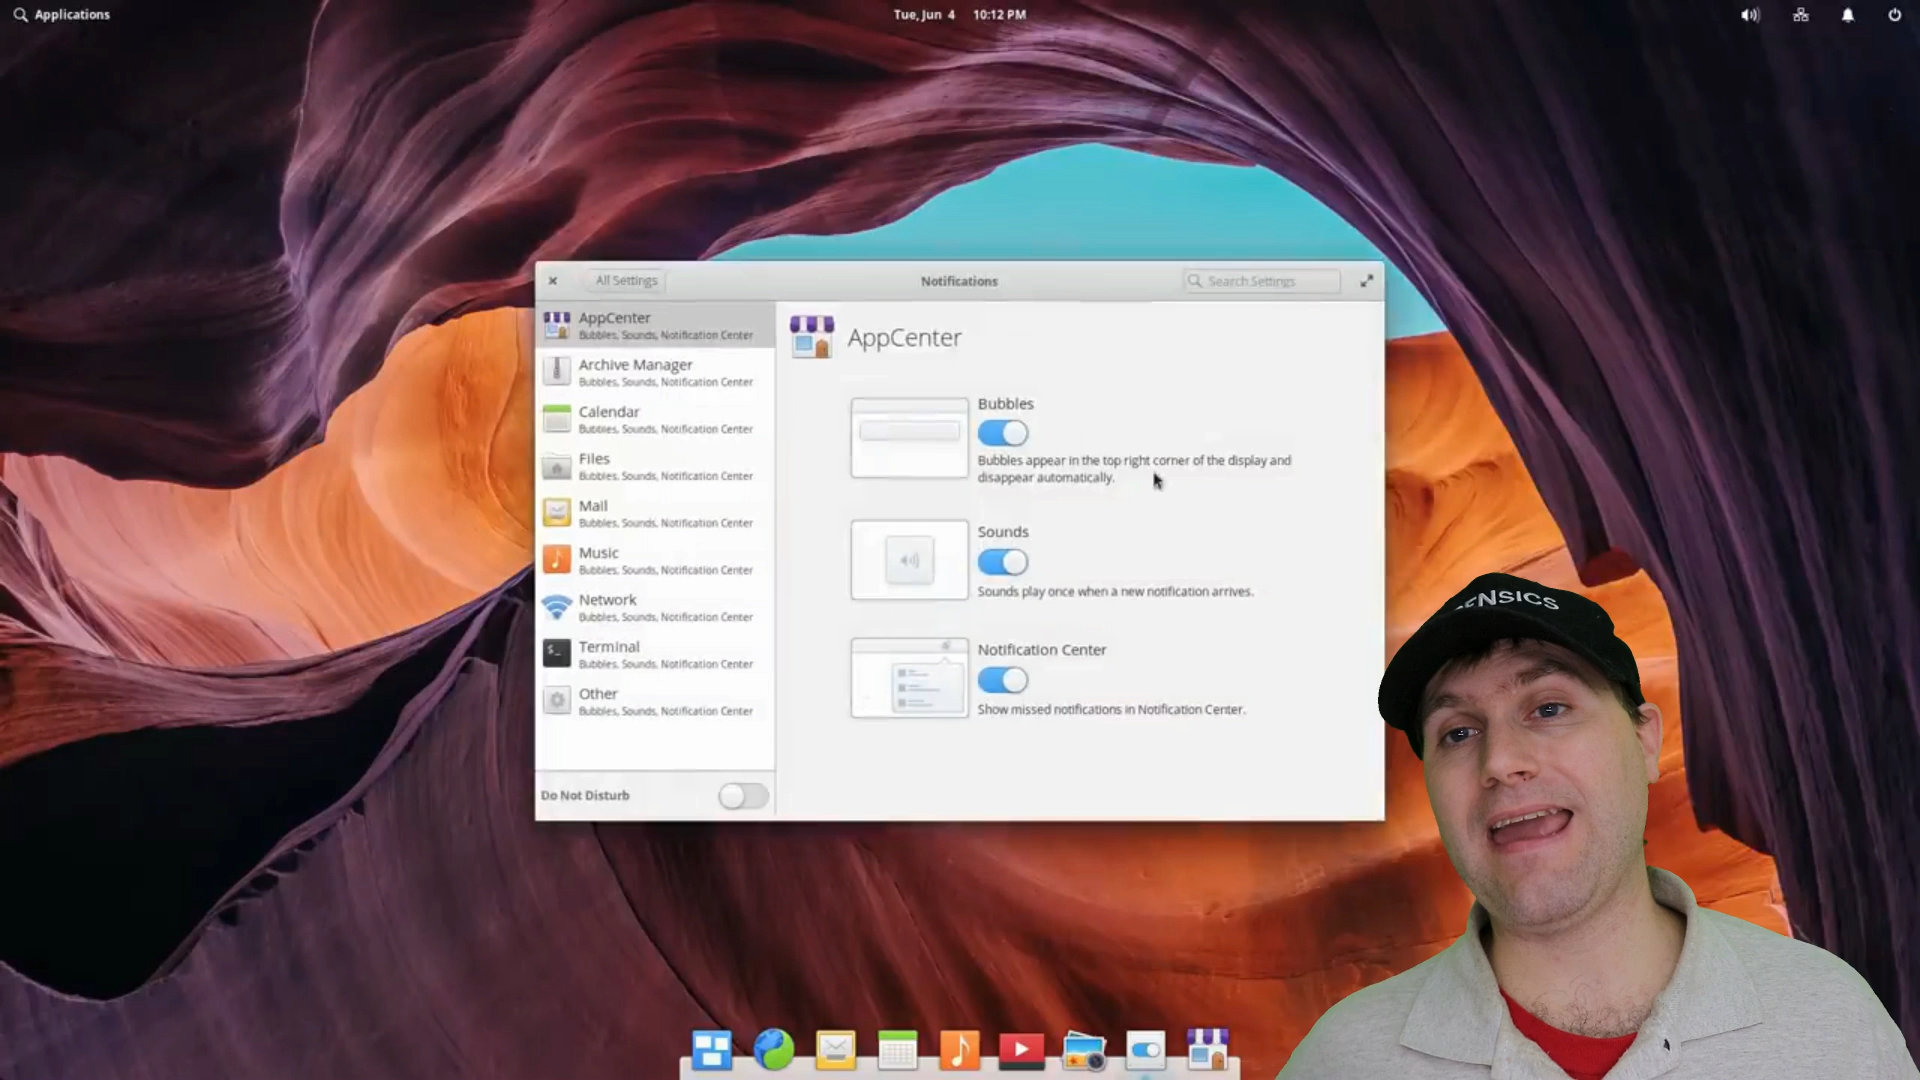 Applications
Tue, Jun 4 10:12 PM
All Settings
Notifications
Search Settings
AppCenter
Bubbles, Sounds, Notification Center
Archive Manager
Bubbles, Sounds, Notification Center
Calendar
Bubbles, Sounds, Notification Center
Files
Bubbles, Sounds, Notification Center
Mail
Bubbles, Sounds, Notification Center
Music
Bubbles, Sounds, Notification Center
Network
Bubbles, Sounds, Notification Center
Terminal
Bubbles, Sounds, Notification Center
Other
Bubbles, Sounds, Notification Center
Do Not Disturb
AppCenter
Bubbles
Bubbles appear in the top right corner of the display and
disappear automatically.
Sounds
Sounds play once when a new notification arrives.
Notification Center
Show missed notifications in Notification Center.
$_